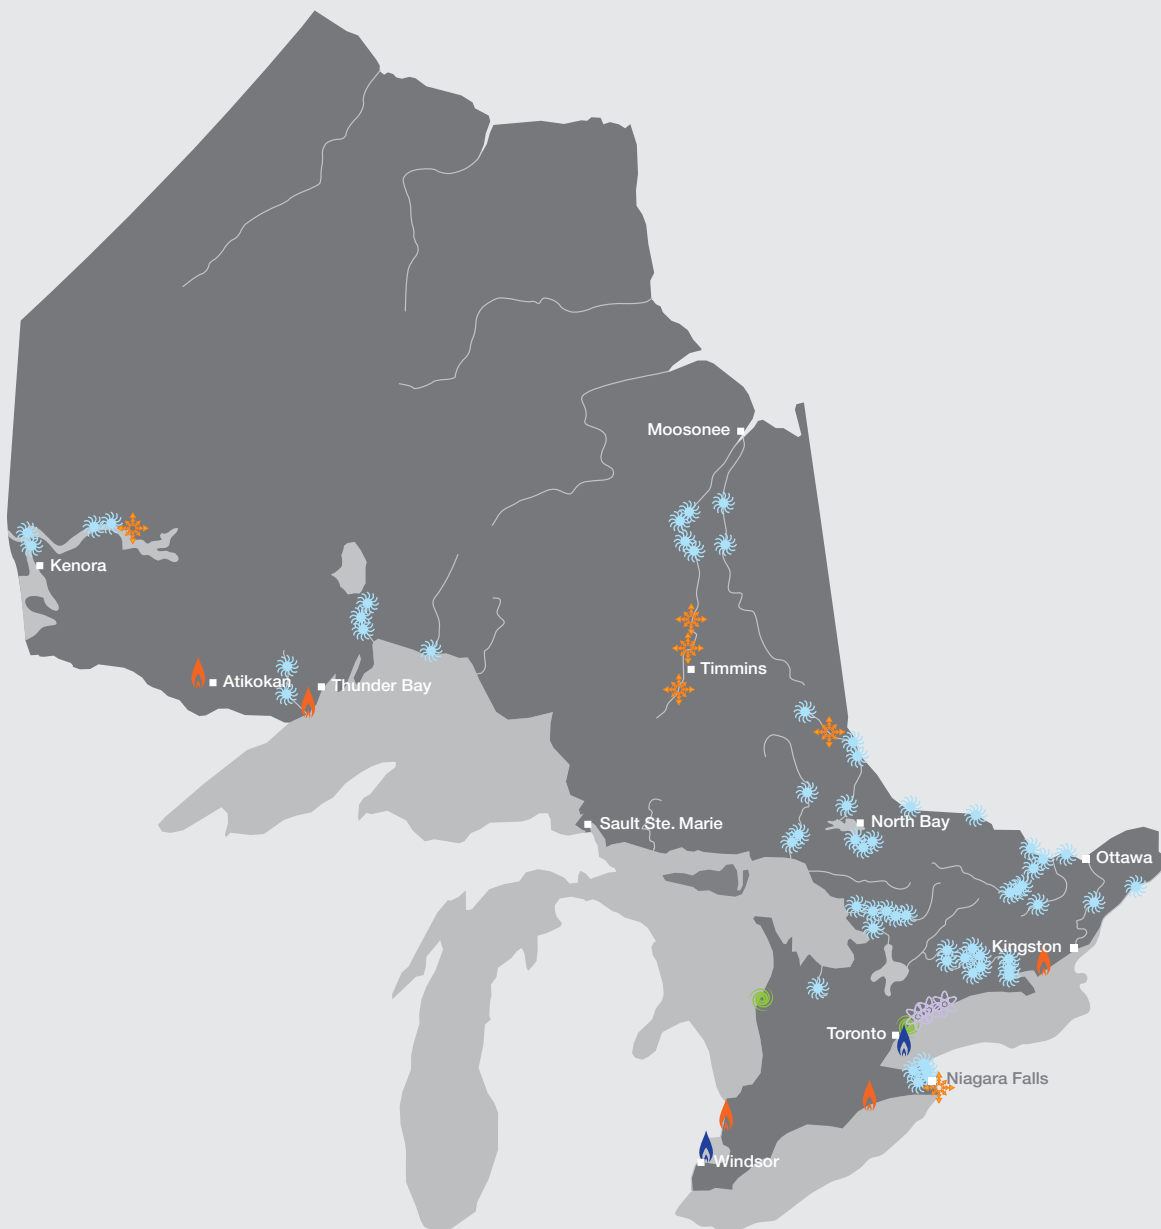 Moosonee
Kenora
Timmins
Atikokan
Thunder Bay
Sault Ste. Marie
North Bay
Ottawa
Kingston
Toronto
Niagara Falls
Windsor